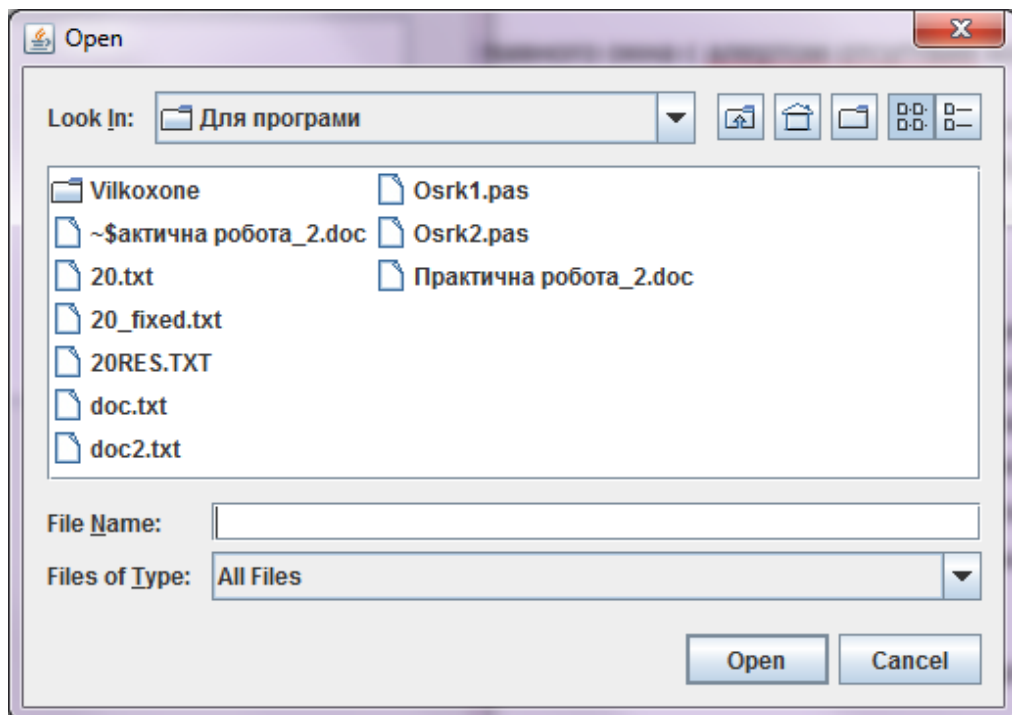 Open
Look In: Для програми
Vilkoxone
~$актична робота_2.doc
20.txt
20_fixed.txt
20RES.TXT
doc.txt
doc2.txt
Osrk1.pas
Osrk2.pas
Практична робота_2.doc
File Name:
Files of Type: All Files
Open Cancel